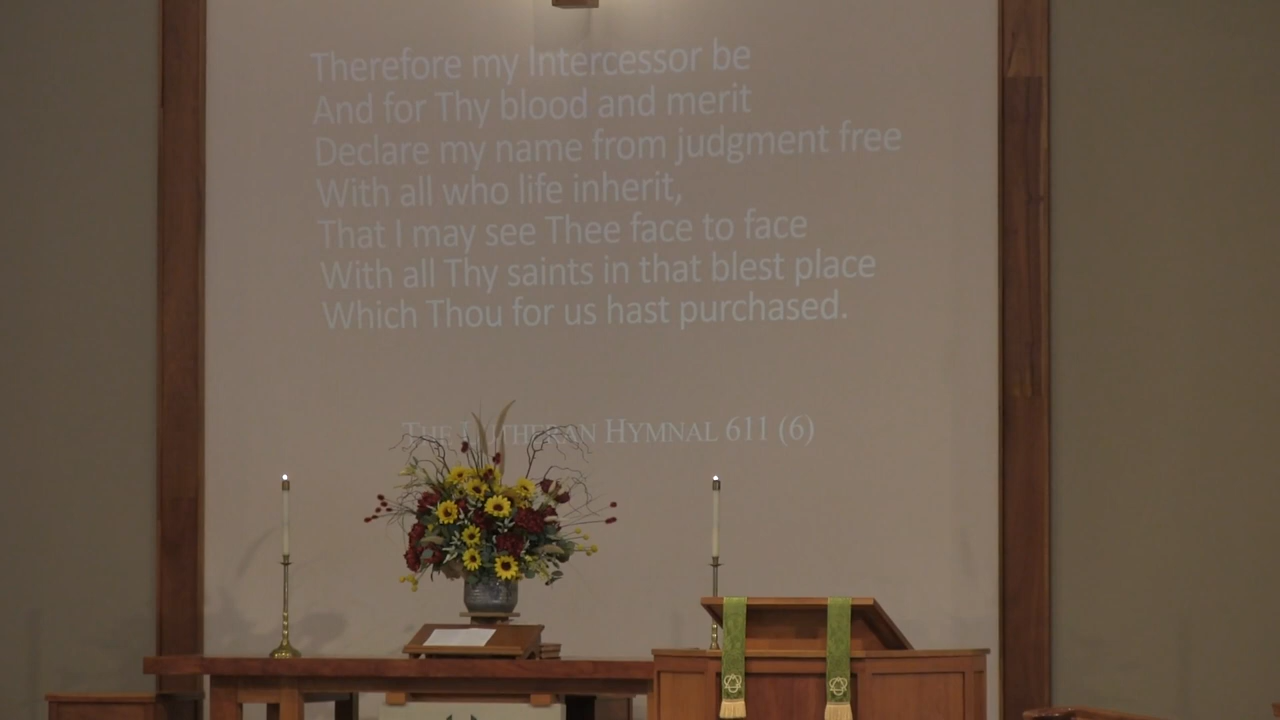 Therefore my Intercessor be
And for Thy blood and merit
Declare my name from judgment free
With all who life inherit,
That I may see Thee face to face
With all Thy saints in that blest place
Which Thou for us hast purchased.
THE LUTHERAN HYMNAL 611 (6)